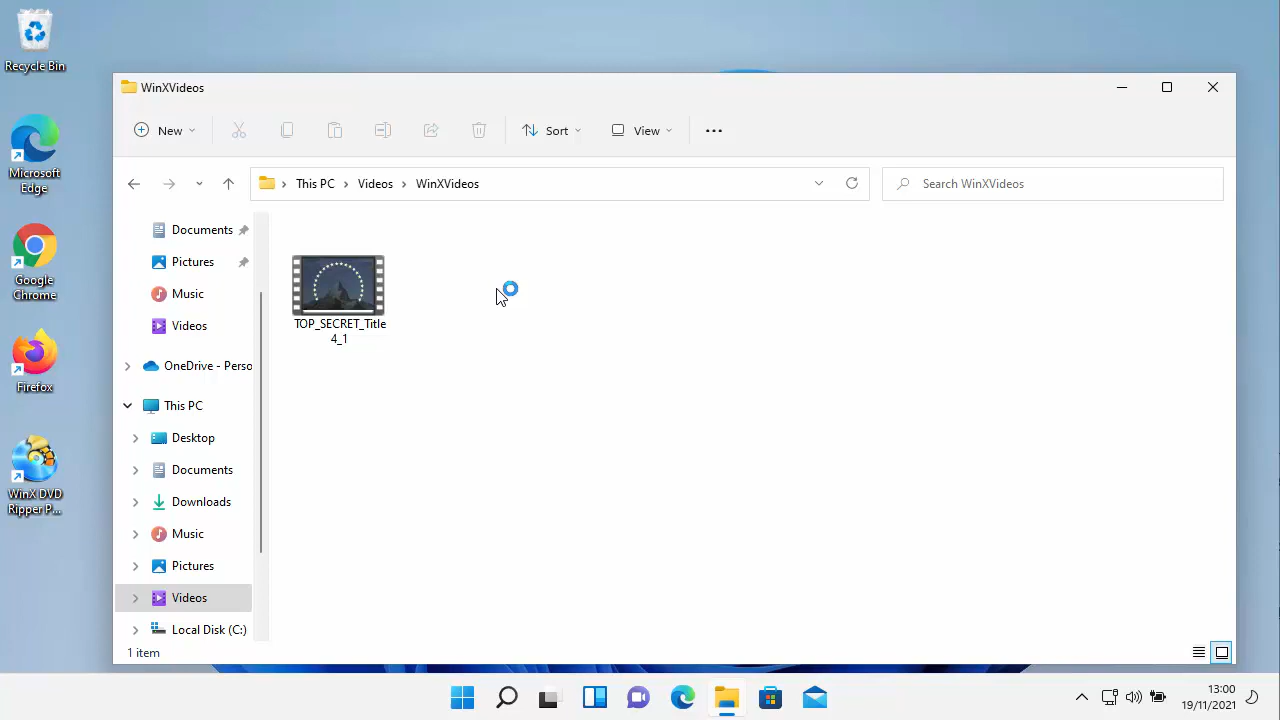 Recycle Bin
Microsoft
Edge
Google
Chrome
Firefox
WinX DVD
Ripper P...
WinXVideos
New
Sort
View
This PC
Videos
WinXVideos
Search WinXVideos
Documents
Pictures
Music
Videos
OneDrive - Perso
This PC
Desktop
Documents
Downloads
Music
Pictures
Videos
Local Disk (C:)
TOP_SECRET_Title
4_1
1 item
13:00
19/11/2021